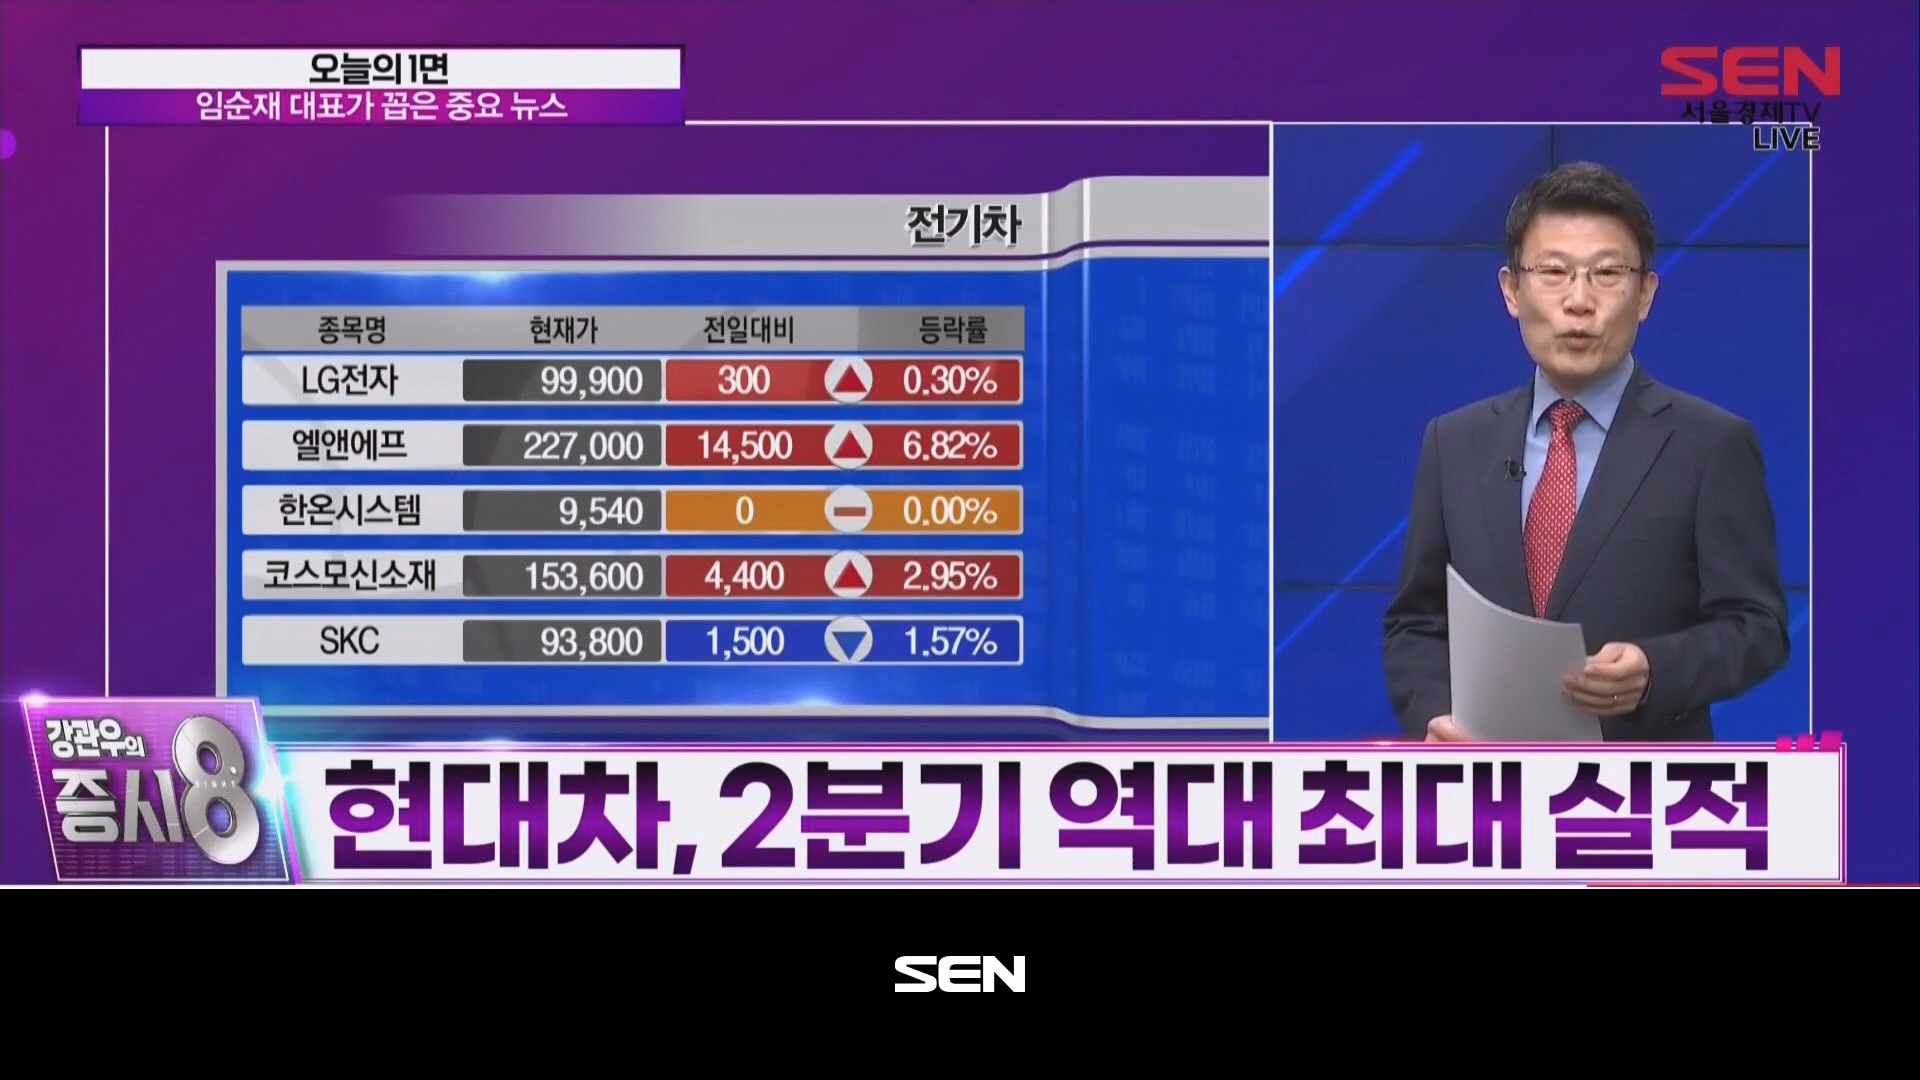 오늘의 1면
임순재 대표가 꼽은 중요 뉴스
SEN
서울경제TV
LIVE
전기차
종목명 현재가 전일대비 등락률
LG전자 99,900 300 ▲ 0.30%
엘앤에프 227,000 14,500 ▲ 6.82%
한온시스템 9,540 0 - 0.00%
코스모신소재 153,600 4,400 ▲ 2.95%
SKC 93,800 1,500 ▼ 1.57%
강관우의
증시8
EIGHT
현대차, 2분기 역대 최대 실적
SEN